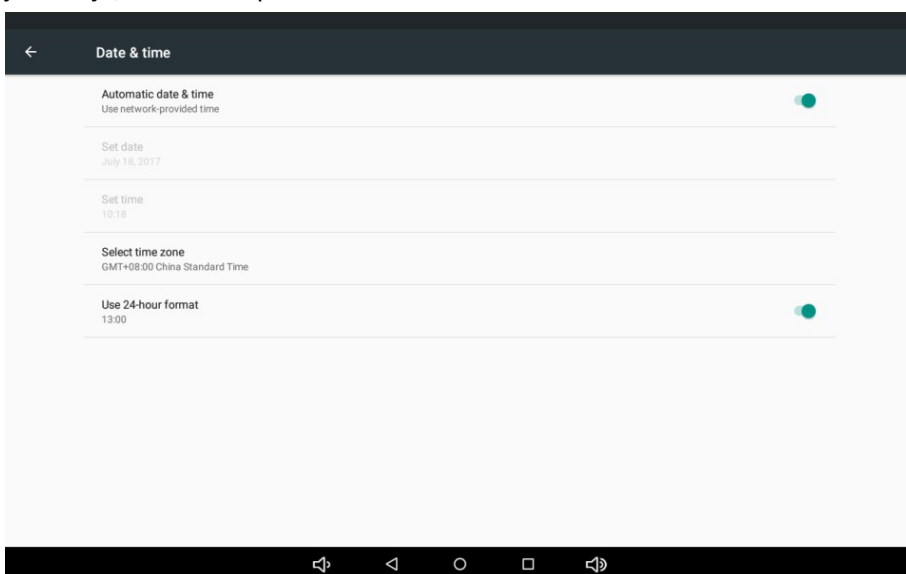 Date & time
Automatic date & time
Use network-provided time
Set date
July 18, 2017
Set time
10:18
Select time zone
GMT+08:00 China Standard Time
Use 24-hour format
13:00